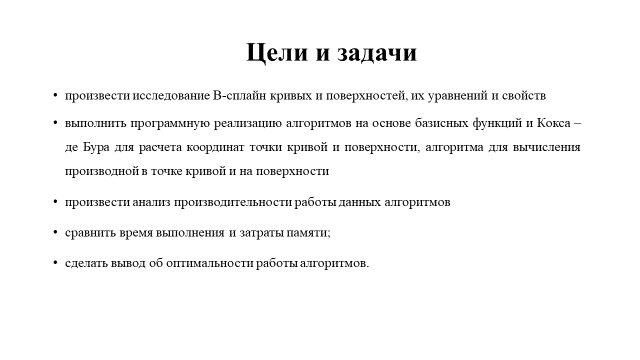 Цели и задачи
• произвести исследование В-сплайн кривых и поверхностей, их уравнений и свойств
• выполнить программную реализацию алгоритмов на основе базисных функций и Кокса –
де Бура для расчета координат точки кривой и поверхности, алгоритма для вычисления
производной в точке кривой и на поверхности
• произвести анализ производительности работы данных алгоритмов
• сравнить время выполнения и затраты памяти;
• сделать вывод об оптимальности работы алгоритмов.